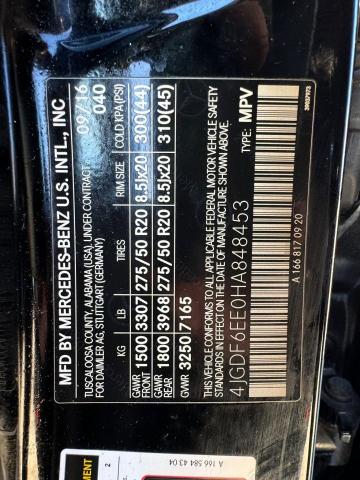 MFD BY MERCEDES-BENZ U.S. INTL., INC 09/16
TUSCALOOSA COUNTY, ALABAMA (USA), UNDER CONTRACT 040
FOR DAIMLER AG, STUTTGART (GERMANY)
KG LB TIRES RIM SIZE COLD KPA(PSI)
GAWR FRONT 1500 3307 275/50 R20 8.5Jx20 300(44)
GAWR REAR 1800 3968 275/50 R20 8.5Jx20 310(45)
GVWR 3250 7165
THIS VEHICLE CONFORMS TO ALL APPLICABLE FEDERAL MOTOR VEHICLE SAFETY
STANDARDS IN EFFECT ON THE DATE OF MANUFACTURE SHOWN ABOVE.
4JGDF6EE0HA848453 TYPE: MPV
A 166 817 09 20
A 166 584 43 04
2